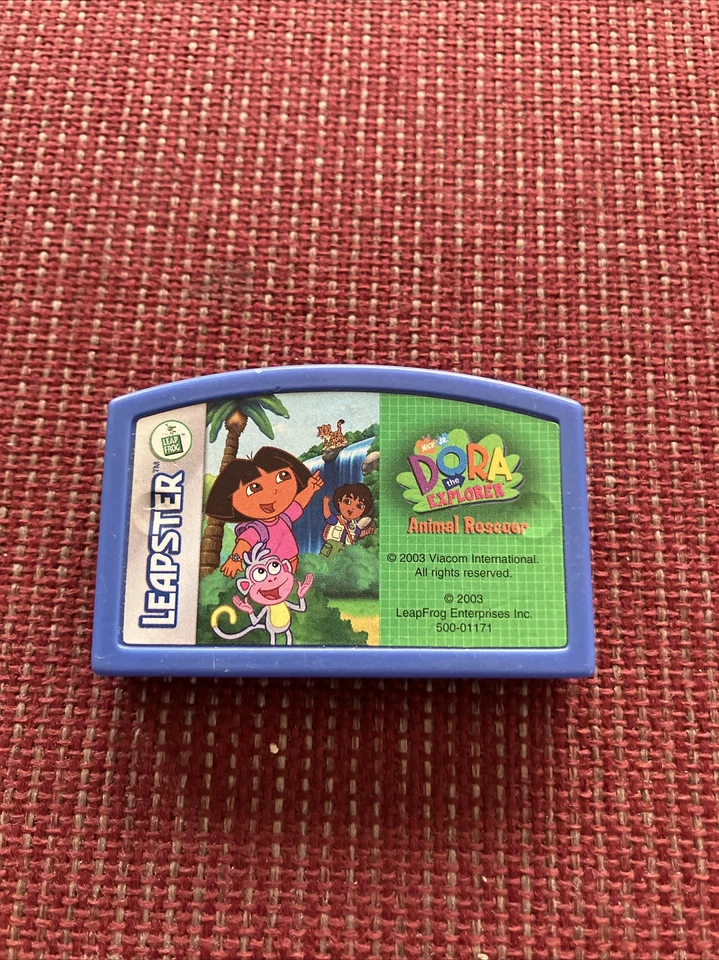 LEAP
FROG
LEAPSTER™
NICK JR.
DORA
the
EXPLORER
Animal Rescuer
© 2003 Viacom International.
All rights reserved.
© 2003
LeapFrog Enterprises Inc.
500-01171